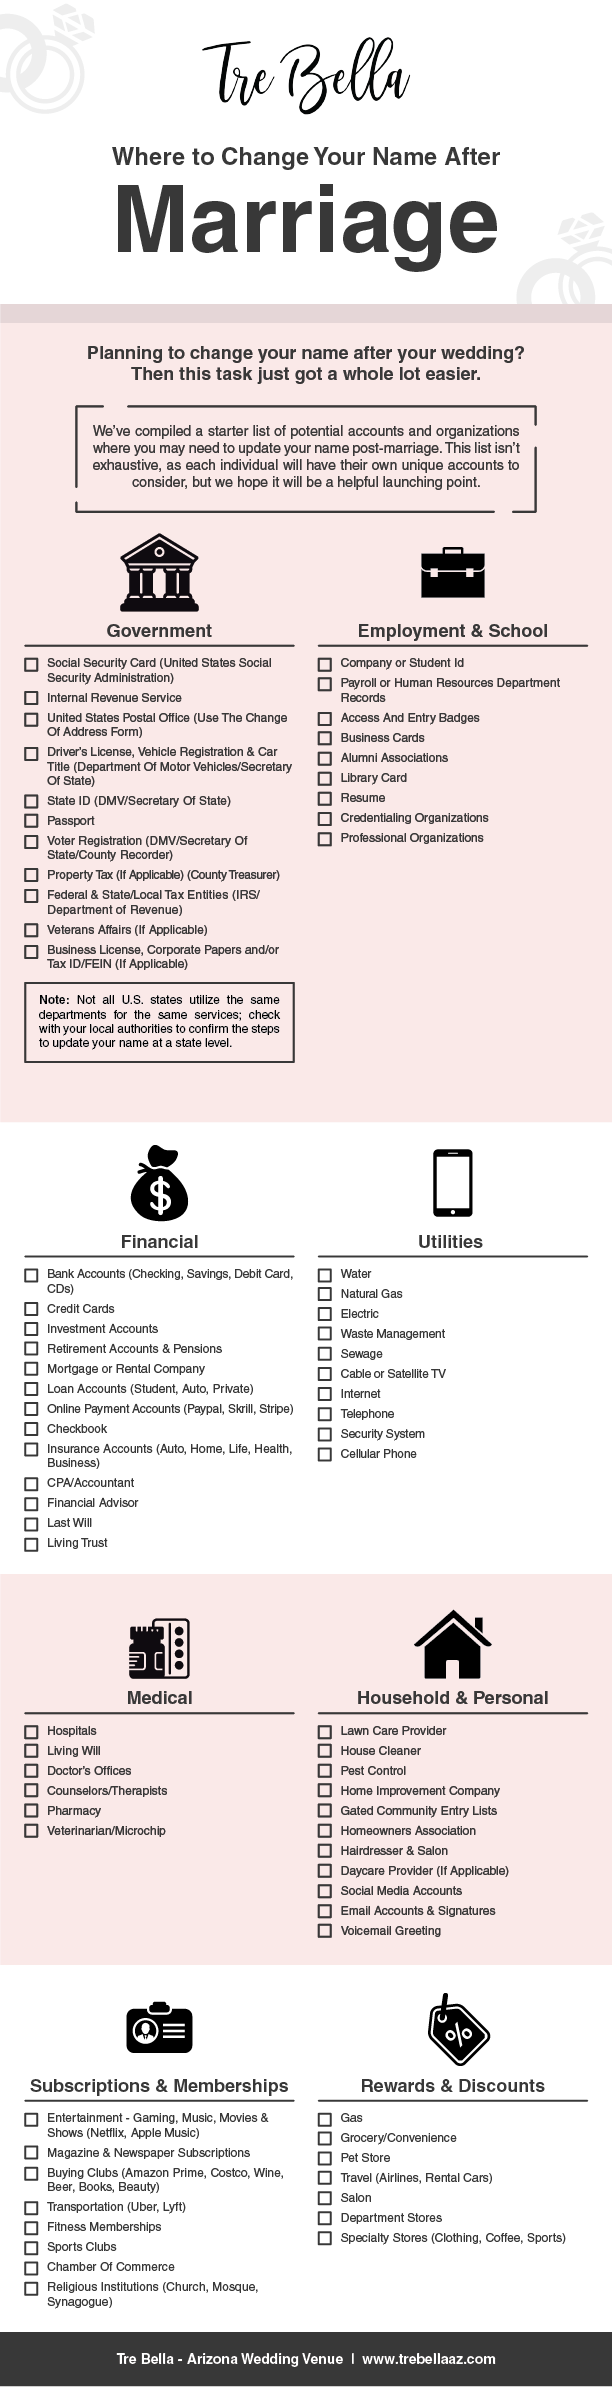 Tre Bella
Where to Change Your Name After
Marriage
Planning to change your name after your wedding?
Then this task just got a whole lot easier.
We've compiled a starter list of potential accounts and organizations
where you may need to update your name post-marriage. This list isn't
exhaustive, as each individual will have their own unique accounts to
consider, but we hope it will be a helpful launching point.
Government
Social Security Card (United States Social
Security Administration)
Internal Revenue Service
United States Postal Office (Use The Change
Of Address Form)
Driver's License, Vehicle Registration & Car
Title (Department Of Motor Vehicles/Secretary
Of State)
State ID (DMV/Secretary Of State)
Passport
Voter Registration (DMV/Secretary Of
State/County Recorder)
Property Tax (If Applicable) (County Treasurer)
Federal & State/Local Tax Entities (IRS/
Department of Revenue)
Veterans Affairs (If Applicable)
Business License, Corporate Papers and/or
Tax ID/FEIN (If Applicable)
Note: Not all U.S. states utilize the same
departments for the same services; check
with your local authorities to confirm the steps
to update your name at a state level.
Employment & School
Company or Student Id
Payroll or Human Resources Department
Records
Access And Entry Badges
Business Cards
Alumni Associations
Library Card
Resume
Credentialing Organizations
Professional Organizations
$
Financial
Bank Accounts (Checking, Savings, Debit Card,
CDs)
Credit Cards
Investment Accounts
Retirement Accounts & Pensions
Mortgage or Rental Company
Loan Accounts (Student, Auto, Private)
Online Payment Accounts (Paypal, Skrill, Stripe)
Checkbook
Insurance Accounts (Auto, Home, Life, Health,
Business)
CPA/Accountant
Financial Advisor
Last Will
Living Trust
Utilities
Water
Natural Gas
Electric
Waste Management
Sewage
Cable or Satellite TV
Internet
Telephone
Security System
Cellular Phone
Medical
Hospitals
Living Will
Doctor's Offices
Counselors/Therapists
Pharmacy
Veterinarian/Microchip
Household & Personal
Lawn Care Provider
House Cleaner
Pest Control
Home Improvement Company
Gated Community Entry Lists
Homeowners Association
Hairdresser & Salon
Daycare Provider (If Applicable)
Social Media Accounts
Email Accounts & Signatures
Voicemail Greeting
Subscriptions & Memberships
Entertainment - Gaming, Music, Movies &
Shows (Netflix, Apple Music)
Magazine & Newspaper Subscriptions
Buying Clubs (Amazon Prime, Costco, Wine,
Beer, Books, Beauty)
Transportation (Uber, Lyft)
Fitness Memberships
Sports Clubs
Chamber Of Commerce
Religious Institutions (Church, Mosque,
Synagogue)
%
Rewards & Discounts
Gas
Grocery/Convenience
Pet Store
Travel (Airlines, Rental Cars)
Salon
Department Stores
Specialty Stores (Clothing, Coffee, Sports)
Tre Bella - Arizona Wedding Venue | www.trebellaaz.com